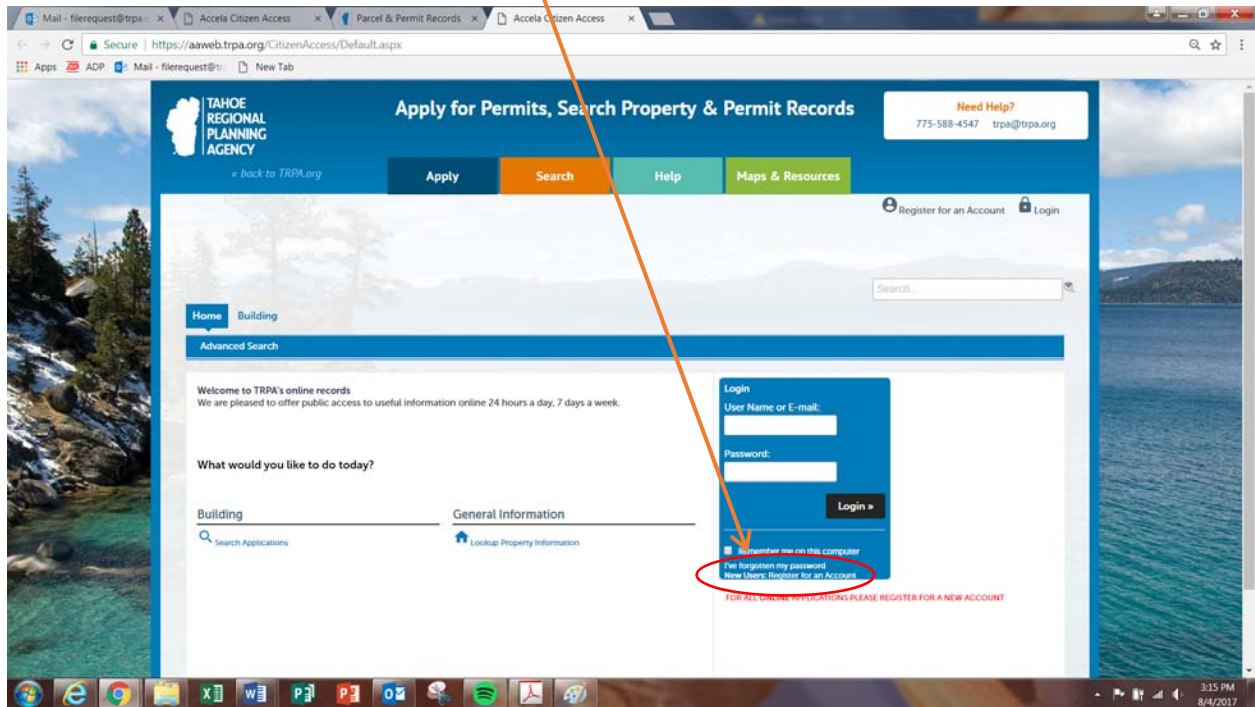 Mail - filerequest@trpa
Accela Citizen Access
Parcel & Permit Records
Accela Citizen Access
Secure
https://aaweb.trpa.org/CitizenAccess/Default.aspx
Apps ADP Mail - filerequest@tr New Tab
TAHOE
REGIONAL
PLANNING
AGENCY
« back to TRPA.org
Apply for Permits, Search Property & Permit Records
Need Help?
775-588-4547 trpa@trpa.org
Apply Search Help Maps & Resources
Register for an Account Login
Search...
Home Building
Advanced Search
Welcome to TRPA's online records
We are pleased to offer public access to useful information online 24 hours a day, 7 days a week.
What would you like to do today?
Building
Search Applications
General Information
Lookup Property Information
Login
User Name or E-mail:
Password:
Login »
Remember me on this computer
I've forgotten my password
New Users: Register for an Account
FOR ALL ONLINE APPLICATIONS PLEASE REGISTER FOR A NEW ACCOUNT
3:15 PM
8/4/2017